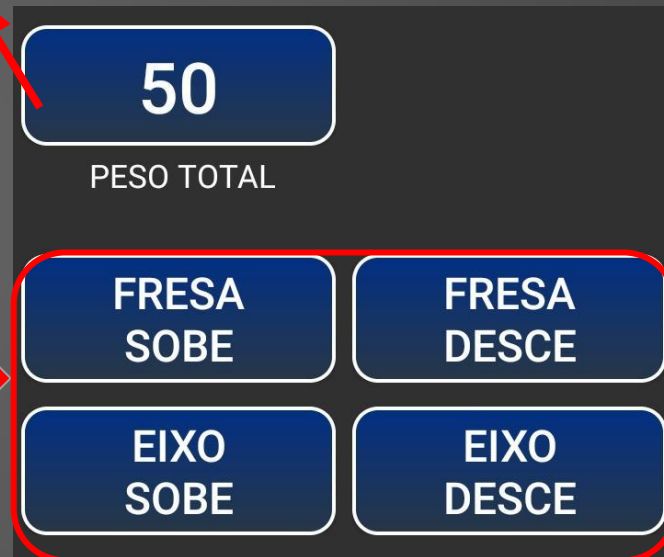 50
PESO TOTAL
FRESA SOBE
FRESA DESCE
EIXO SOBE
EIXO DESCE